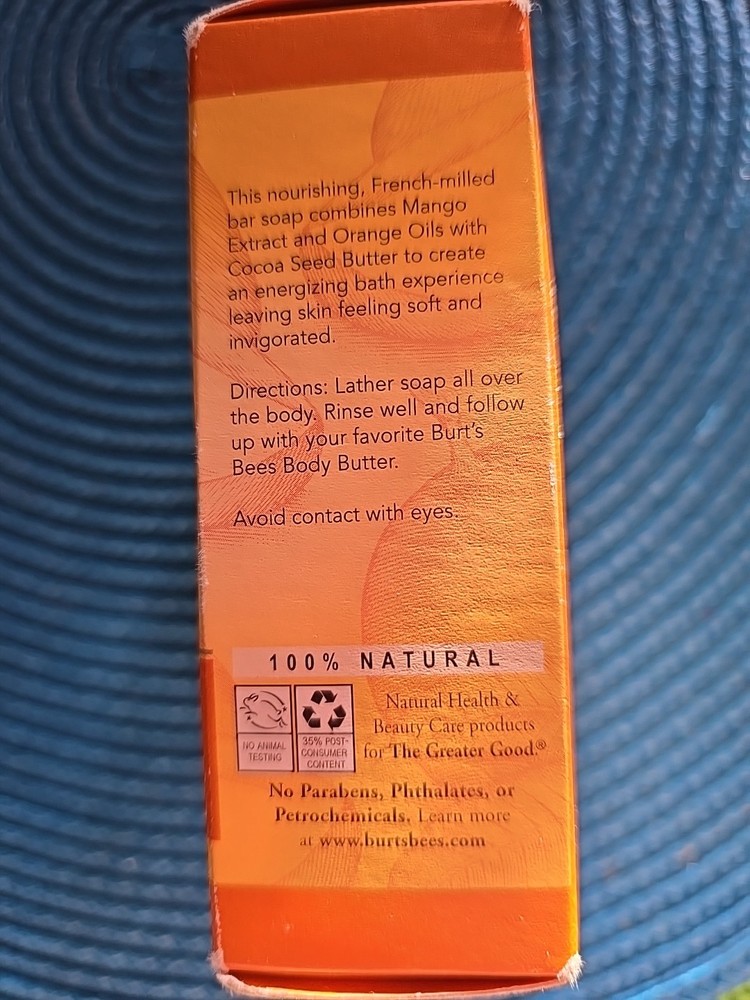 This nourishing, French-milled
bar soap combines Mango
Extract and Orange Oils with
Cocoa Seed Butter to create
an energizing bath experience
leaving skin feeling soft and
invigorated.
Directions: Lather soap all over
the body. Rinse well and follow
up with your favorite Burt's
Bees Body Butter.
Avoid contact with eyes.
100% NATURAL
NO ANIMAL
TESTING
35% POST-
CONSUMER
CONTENT
Natural Health &
Beauty Care products
for The Greater Good.®
No Parabens, Phthalates, or
Petrochemicals. Learn more
at www.burtsbees.com